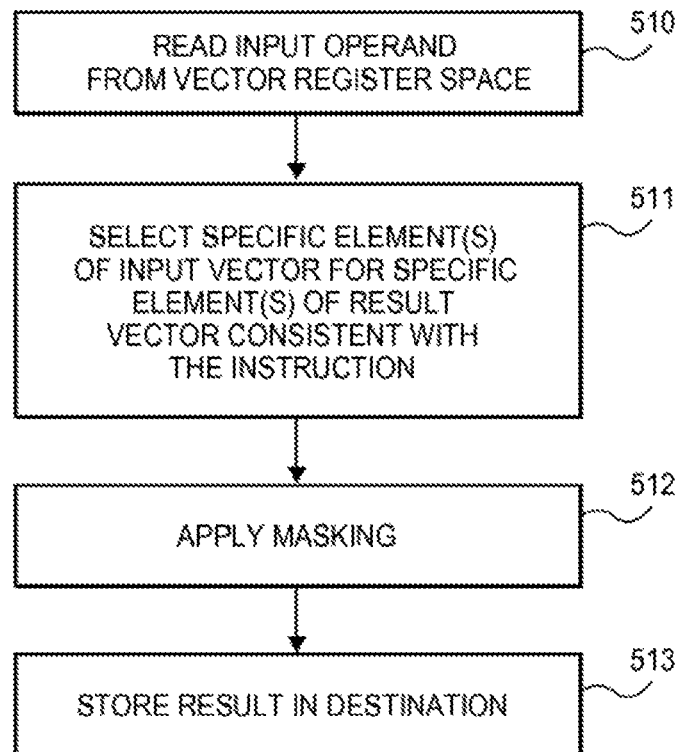 READ INPUT OPERAND
FROM VECTOR REGISTER SPACE
510
SELECT SPECIFIC ELEMENT(S)
OF INPUT VECTOR FOR SPECIFIC
ELEMENT(S) OF RESULT
VECTOR CONSISTENT WITH
THE INSTRUCTION
511
APPLY MASKING
512
STORE RESULT IN DESTINATION
513